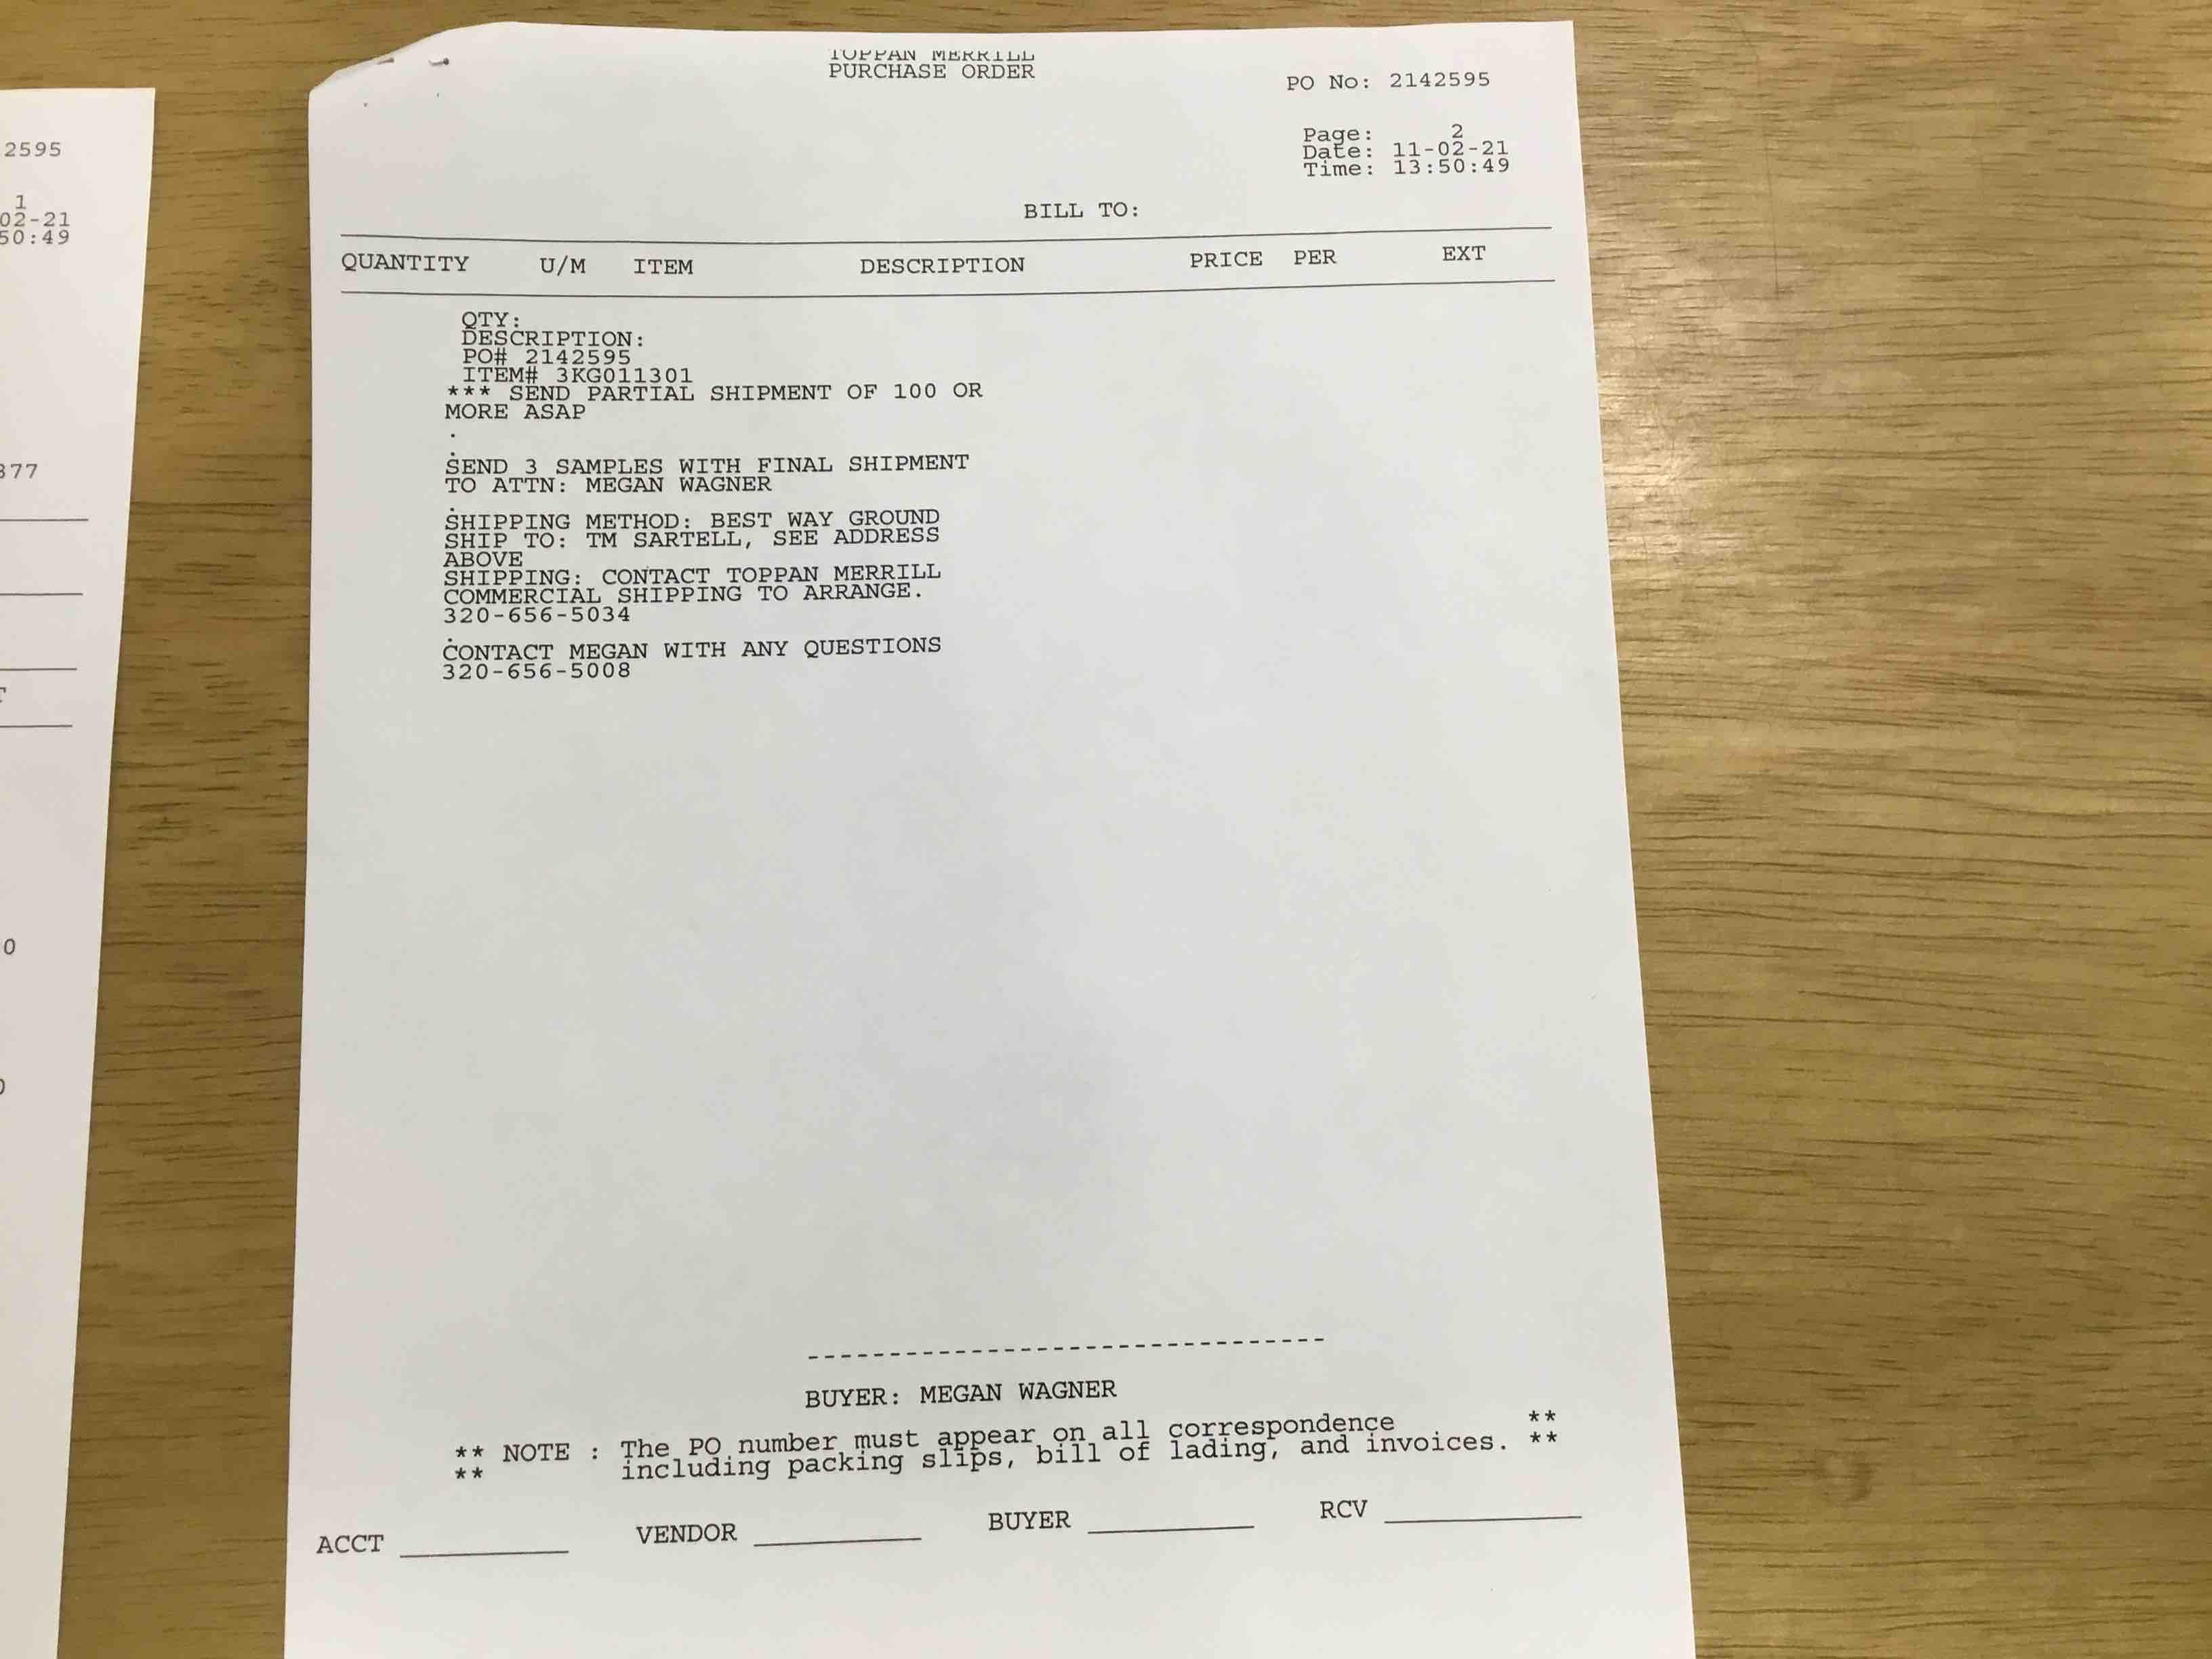 2595
1
02-21
50:49
377
0
TOPPAN MERRILL
PURCHASE ORDER
PO No: 2142595
Page: 2
Date: 11-02-21
Time: 13:50:49
BILL TO:
QUANTITY U/M ITEM DESCRIPTION PRICE PER EXT
QTY:
DESCRIPTION:
PO# 2142595
ITEM# 3KG011301
*** SEND PARTIAL SHIPMENT OF 100 OR
MORE ASAP
.
.
SEND 3 SAMPLES WITH FINAL SHIPMENT
TO ATTN: MEGAN WAGNER
.
SHIPPING METHOD: BEST WAY GROUND
SHIP TO: TM SARTELL, SEE ADDRESS
ABOVE
SHIPPING: CONTACT TOPPAN MERRILL
COMMERCIAL SHIPPING TO ARRANGE.
320-656-5034
.
CONTACT MEGAN WITH ANY QUESTIONS
320-656-5008
---------------------------------
BUYER: MEGAN WAGNER
** NOTE : The PO number must appear on all correspondence **
** including packing slips, bill of lading, and invoices. **
ACCT VENDOR BUYER RCV